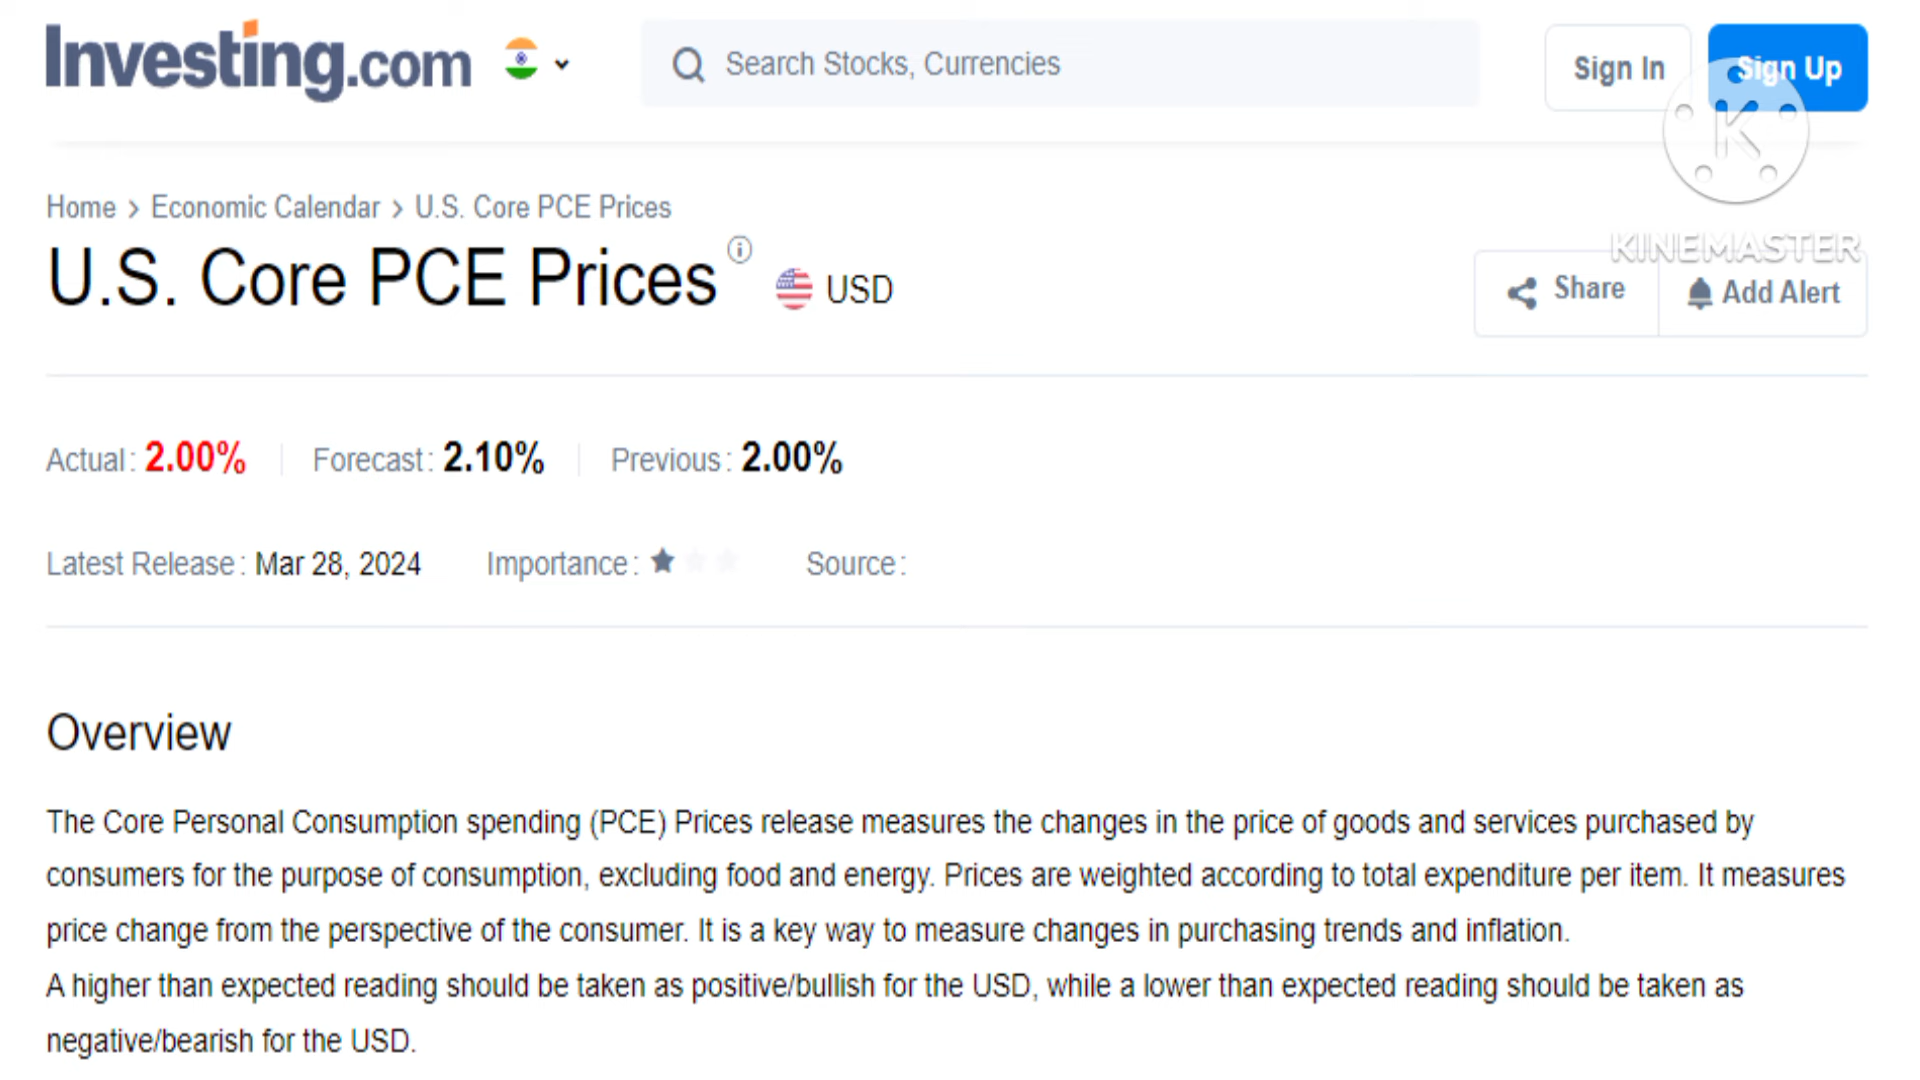 Investing.com
Search Stocks, Currencies
Sign In
Sign Up
KINEMASTER
Home > Economic Calendar > U.S. Core PCE Prices
U.S. Core PCE Prices
USD
Share
Add Alert
Actual: 2.00%
Forecast: 2.10%
Previous: 2.00%
Latest Release: Mar 28, 2024
Importance:
Source:
Overview
The Core Personal Consumption spending (PCE) Prices release measures the changes in the price of goods and services purchased by
consumers for the purpose of consumption, excluding food and energy. Prices are weighted according to total expenditure per item. It measures
price change from the perspective of the consumer. It is a key way to measure changes in purchasing trends and inflation.
A higher than expected reading should be taken as positive/bullish for the USD, while a lower than expected reading should be taken as
negative/bearish for the USD.